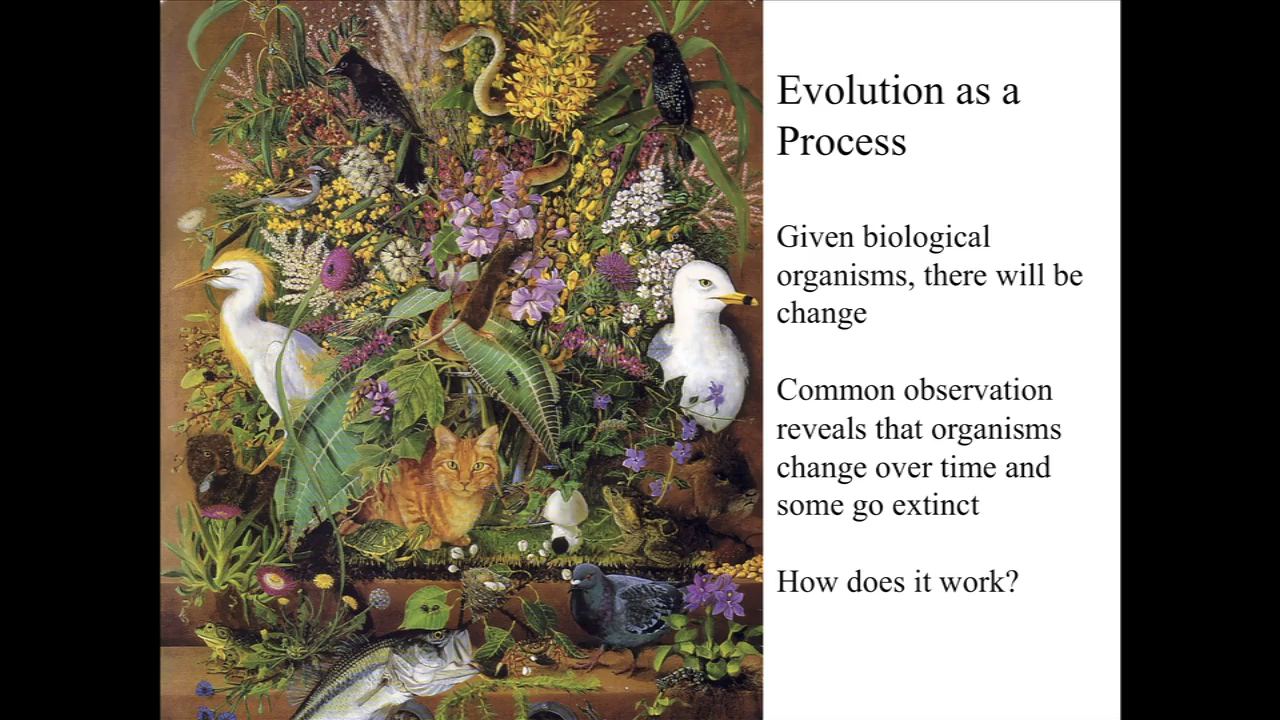 Evolution as a
Process
Given biological
organisms, there will be
change
Common observation
reveals that organisms
change over time and
some go extinct
How does it work?